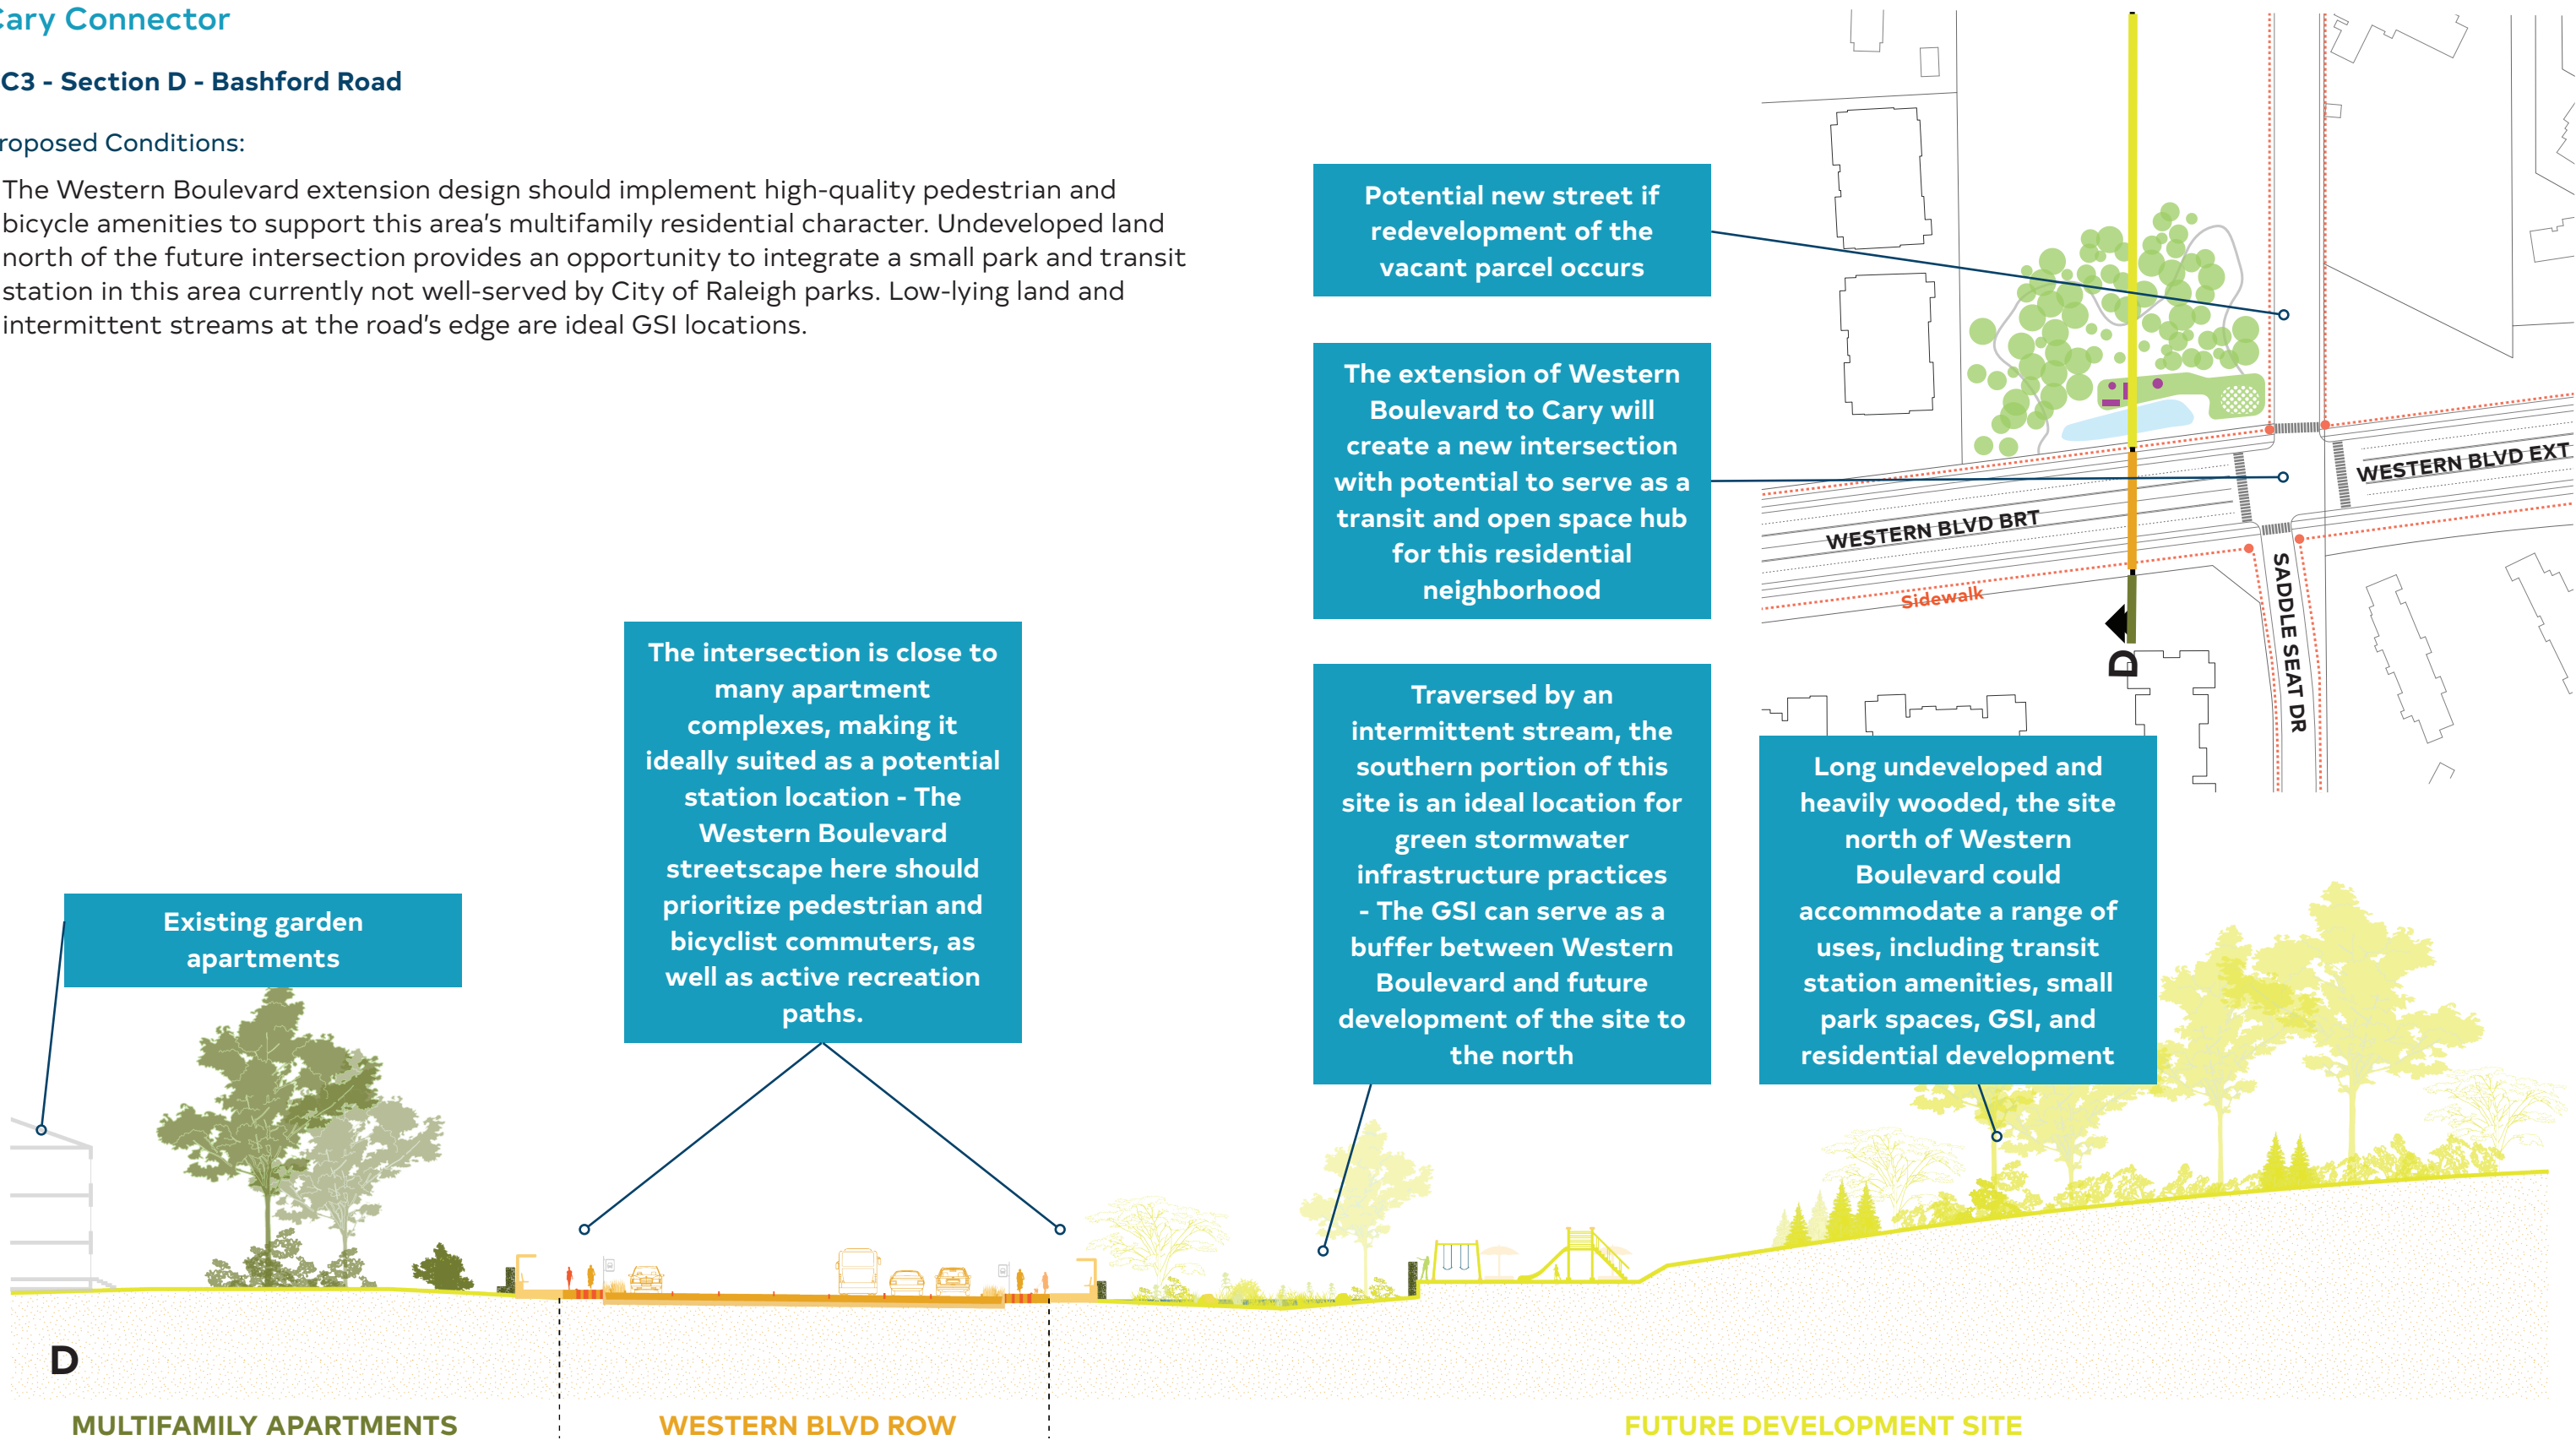 Cary Connector
C3 - Section D - Bashford Road
roposed Conditions:
The Western Boulevard extension design should implement high-quality pedestrian and
bicycle amenities to support this area's multifamily residential character. Undeveloped land
north of the future intersection provides an opportunity to integrate a small park and transit
station in this area currently not well-served by City of Raleigh parks. Low-lying land and
intermittent streams at the road's edge are ideal GSI locations.
Potential new street if
redevelopment of the
vacant parcel occurs
The extension of Western
Boulevard to Cary will
create a new intersection
with potential to serve as a
transit and open space hub
for this residential
neighborhood
WESTERN BLVD EXT
WESTERN BLVD BRT
Sidewalk
SADDLE SEAT DR
D
The intersection is close to
many apartment
complexes, making it
ideally suited as a potential
station location - The
Western Boulevard
streetscape here should
prioritize pedestrian and
bicyclist commuters, as
well as active recreation
paths.
Traversed by an
intermittent stream, the
southern portion of this
site is an ideal location for
green stormwater
infrastructure practices
- The GSI can serve as a
buffer between Western
Boulevard and future
development of the site to
the north
Long undeveloped and
heavily wooded, the site
north of Western
Boulevard could
accommodate a range of
uses, including transit
station amenities, small
park spaces, GSI, and
residential development
Existing garden
apartments
D
MULTIFAMILY APARTMENTS
WESTERN BLVD ROW
FUTURE DEVELOPMENT SITE